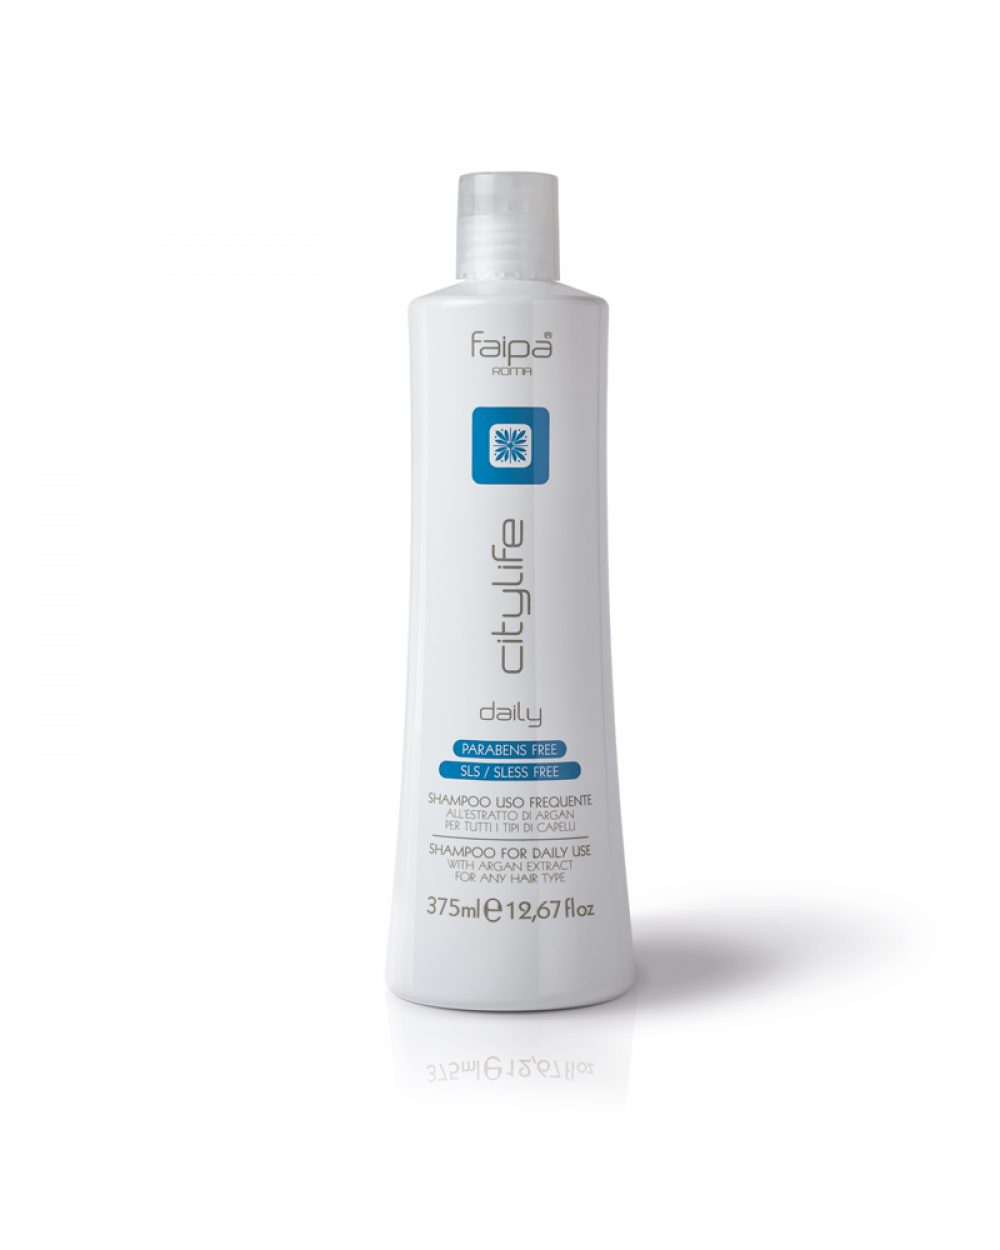 faipa®
ROMA
citylife
daily
PARABENS FREE
SLS / SLESS FREE
SHAMPOO USO FREQUENTE
ALL'ESTRATTO DI ARGAN
PER TUTTI I TIPI DI CAPELLI
SHAMPOO FOR DAILY USE
WITH ARGAN EXTRACT
FOR ANY HAIR TYPE
375ml e 12,67 fl oz